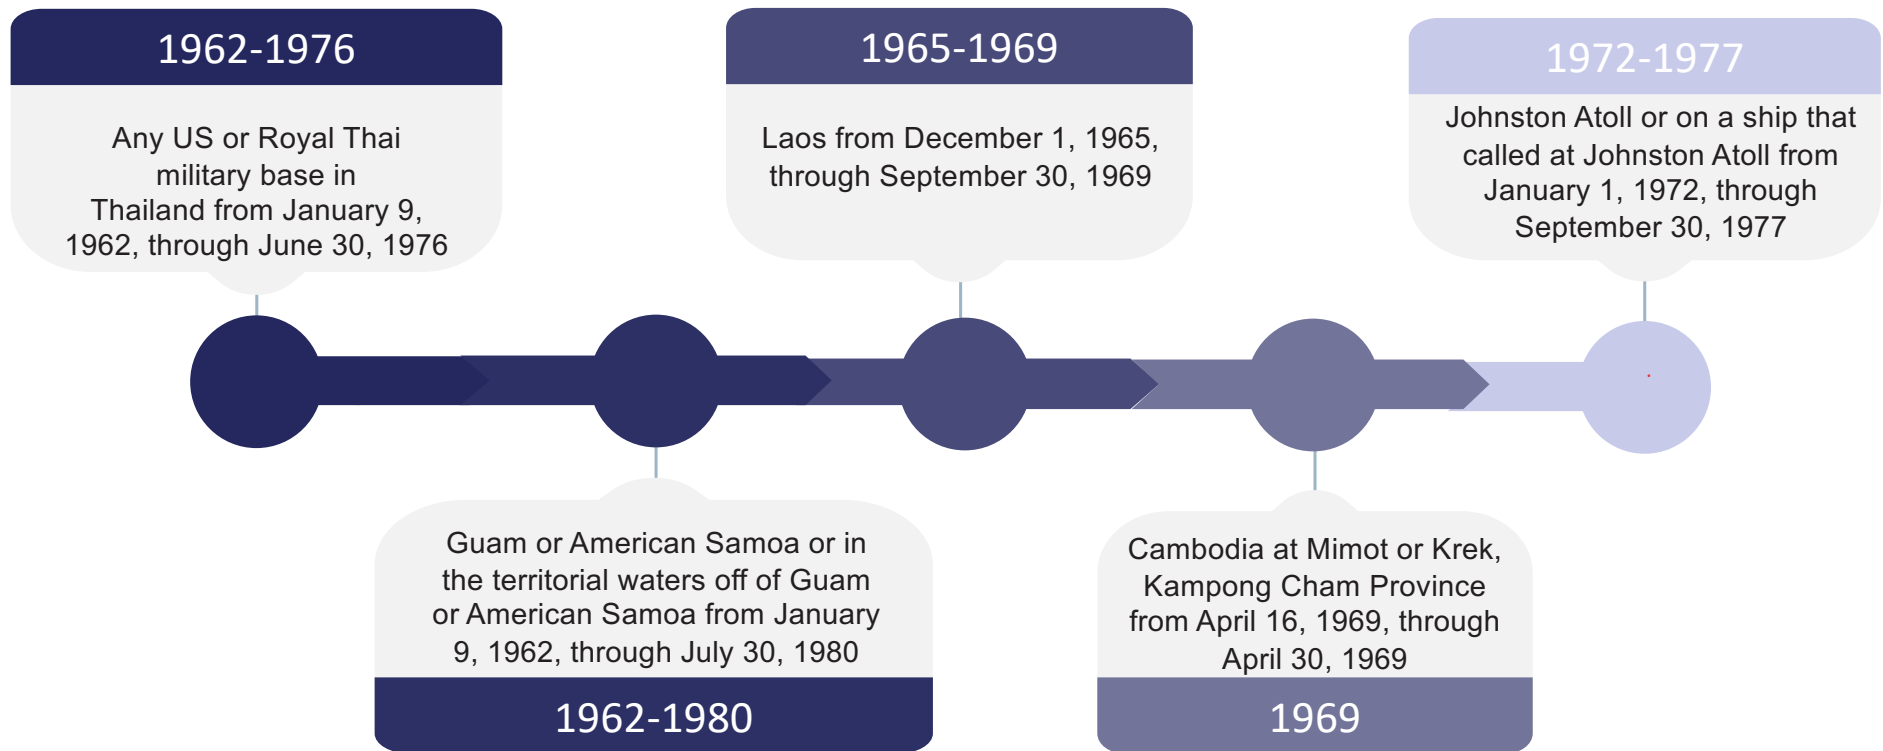 1962-1976
Any US or Royal Thai
military base in
Thailand from January 9,
1962, through June 30, 1976
Guam or American Samoa or in
the territorial waters off of Guam
or American Samoa from January
9, 1962, through July 30, 1980
1962-1980
1965-1969
Laos from December 1, 1965,
through September 30, 1969
Cambodia at Mimot or Krek,
Kampong Cham Province
from April 16, 1969, through
April 30, 1969
1969
1972-1977
Johnston Atoll or on a ship that
called at Johnston Atoll from
January 1, 1972, through
September 30, 1977